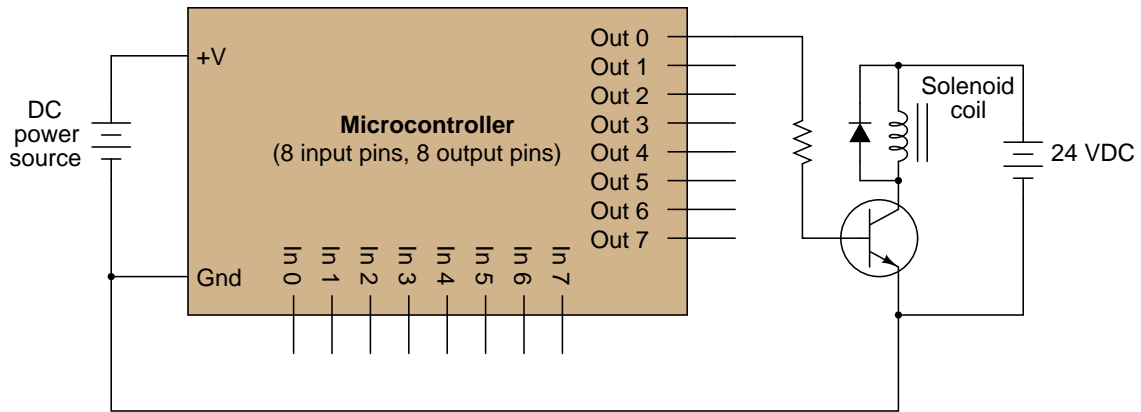 +V
Out 0
Out 1
Out 2
Out 3
Out 4
Out 5
Out 6
Out 7
Microcontroller
(8 input pins, 8 output pins)
DC
power
source
Solenoid
coil
24 VDC
Gnd
In 0
In 1
In 2
In 3
In 4
In 5
In 6
In 7